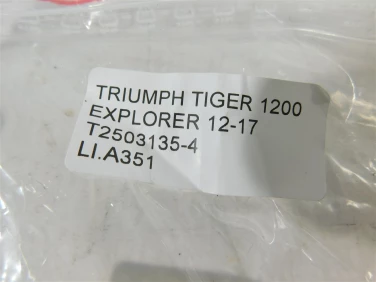 TRIUMPH TIGER 1200
EXPLORER 12-17
T2503135-4
LI.A351